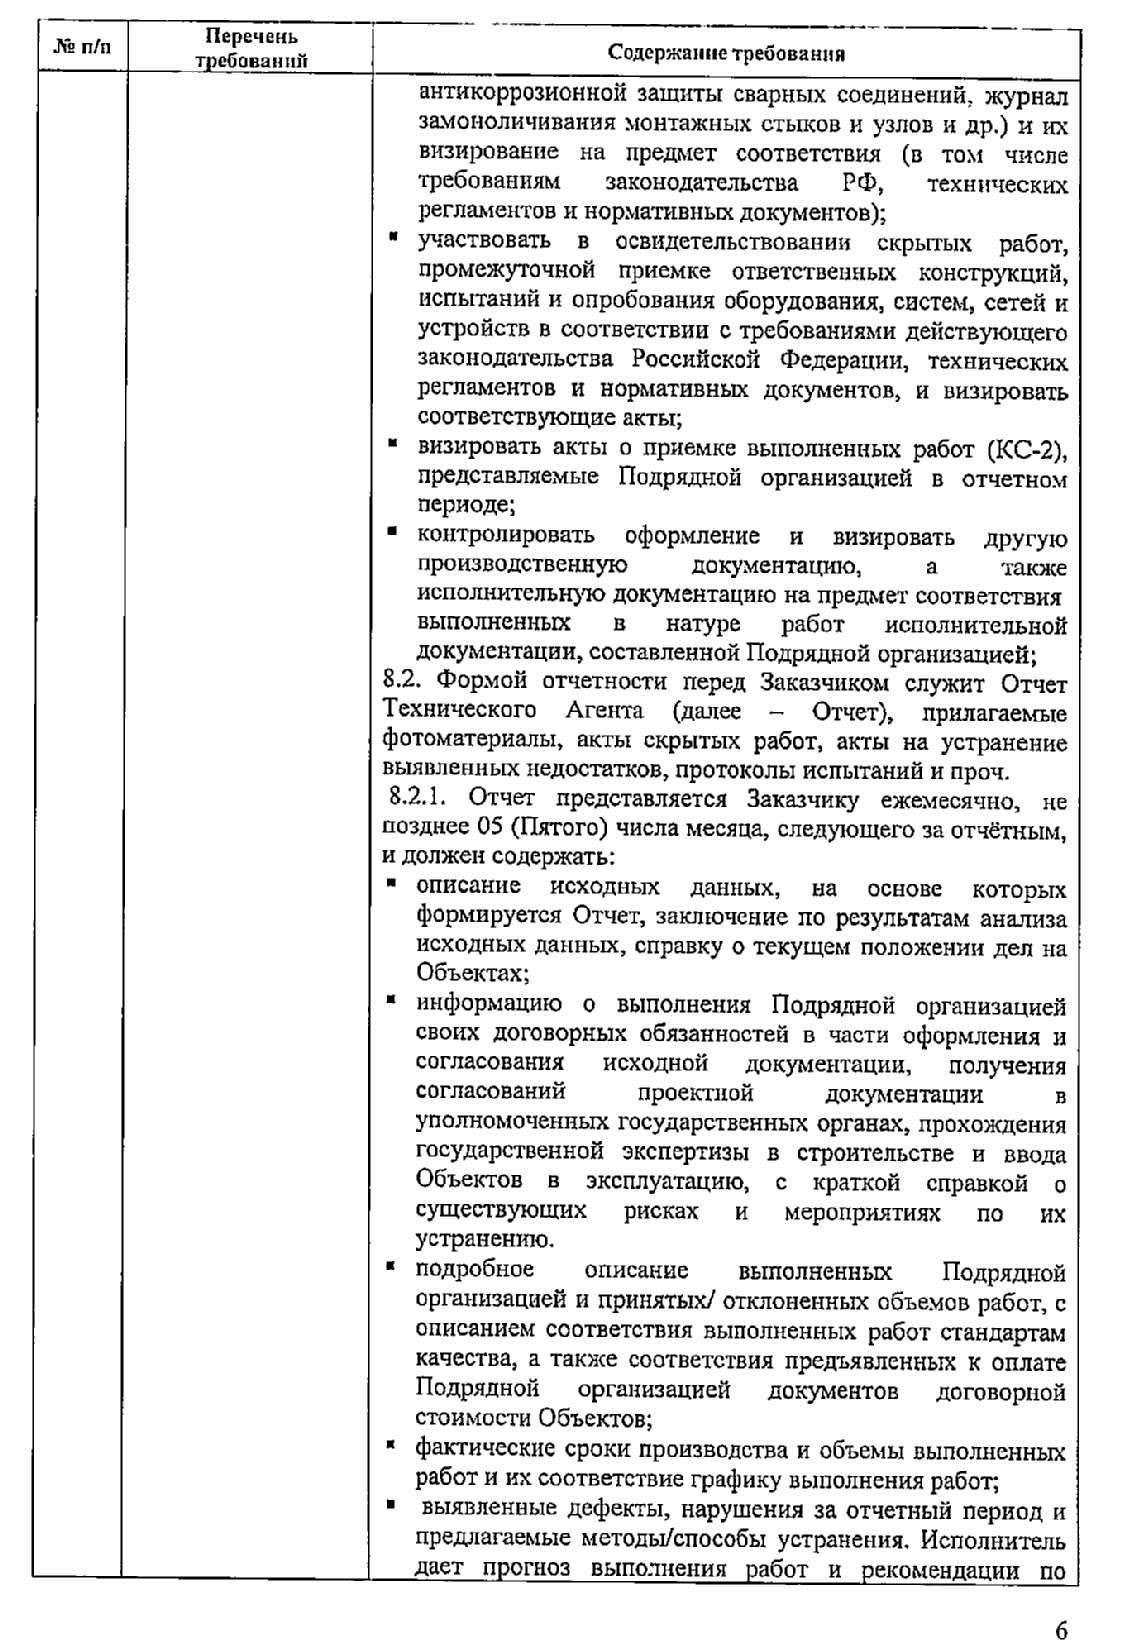 № п/п
Перечень
требований
Содержание требования
антикоррозионной защиты сварных соединений, журнал
замоноличивания монтажных стыков и узлов и др.) и их
визирование на предмет соответствия (в том числе
требованиям законодательства РФ, технических
регламентов и нормативных документов);
▪ участвовать в освидетельствовании скрытых работ,
промежуточной приемке ответственных конструкций,
испытаний и опробования оборудования, систем, сетей и
устройств в соответствии с требованиями действующего
законодательства Российской Федерации, технических
регламентов и нормативных документов, и визировать
соответствующие акты;
▪ визировать акты о приемке выполненных работ (КС-2),
представляемые Подрядной организацией в отчетном
периоде;
▪ контролировать оформление и визировать другую
производственную документацию, а также
исполнительную документацию на предмет соответствия
выполненных в натуре работ исполнительной
документации, составленной Подрядной организацией;
8.2. Формой отчетности перед Заказчиком служит Отчет
Технического Агента (далее – Отчет), прилагаемые
фотоматериалы, акты скрытых работ, акты на устранение
выявленных недостатков, протоколы испытаний и проч.
8.2.1. Отчет представляется Заказчику ежемесячно, не
позднее 05 (Пятого) числа месяца, следующего за отчётным,
и должен содержать:
▪ описание исходных данных, на основе которых
формируется Отчет, заключение по результатам анализа
исходных данных, справку о текущем положении дел на
Объектах;
▪ информацию о выполнения Подрядной организацией
своих договорных обязанностей в части оформления и
согласования исходной документации, получения
согласований проектной документации в
уполномоченных государственных органах, прохождения
государственной экспертизы в строительстве и ввода
Объектов в эксплуатацию, с краткой справкой о
существующих рисках и мероприятиях по их
устранению.
▪ подробное описание выполненных Подрядной
организацией и принятых/ отклоненных объемов работ, с
описанием соответствия выполненных работ стандартам
качества, а также соответствия предъявленных к оплате
Подрядной организацией документов договорной
стоимости Объектов;
▪ фактические сроки производства и объемы выполненных
работ и их соответствие графику выполнения работ;
▪ выявленные дефекты, нарушения за отчетный период и
предлагаемые методы/способы устранения. Исполнитель
дает прогноз выполнения работ и рекомендации по
6